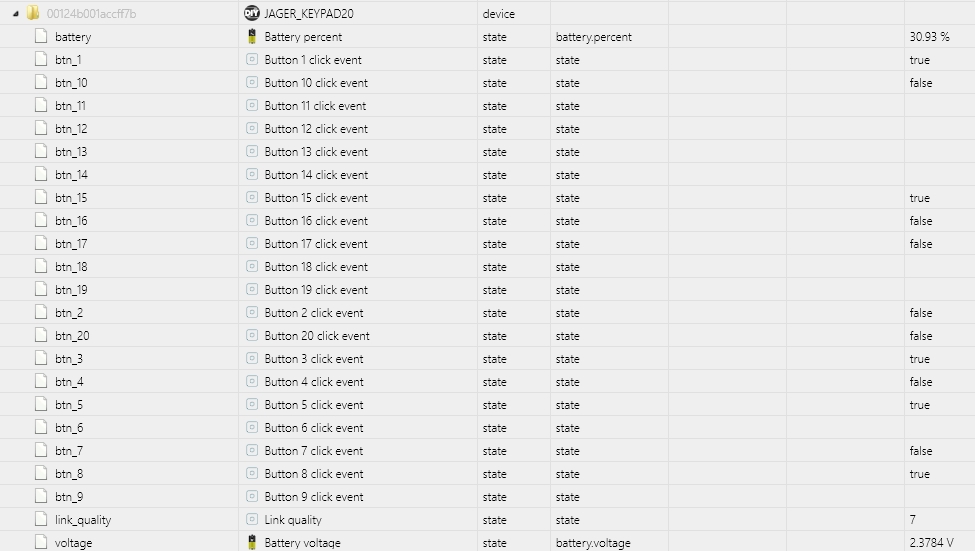 00124b001accff7b DIY JAGER_KEYPAD20 device
battery Battery percent state battery.percent 30.93 %
btn_1 Button 1 click event state state true
btn_10 Button 10 click event state state false
btn_11 Button 11 click event state state
btn_12 Button 12 click event state state
btn_13 Button 13 click event state state
btn_14 Button 14 click event state state
btn_15 Button 15 click event state state true
btn_16 Button 16 click event state state false
btn_17 Button 17 click event state state false
btn_18 Button 18 click event state state
btn_19 Button 19 click event state state
btn_2 Button 2 click event state state false
btn_20 Button 20 click event state state false
btn_3 Button 3 click event state state true
btn_4 Button 4 click event state state false
btn_5 Button 5 click event state state true
btn_6 Button 6 click event state state
btn_7 Button 7 click event state state false
btn_8 Button 8 click event state state true
btn_9 Button 9 click event state state
link_quality Link quality state state 7
voltage Battery voltage state battery.voltage 2.3784 V